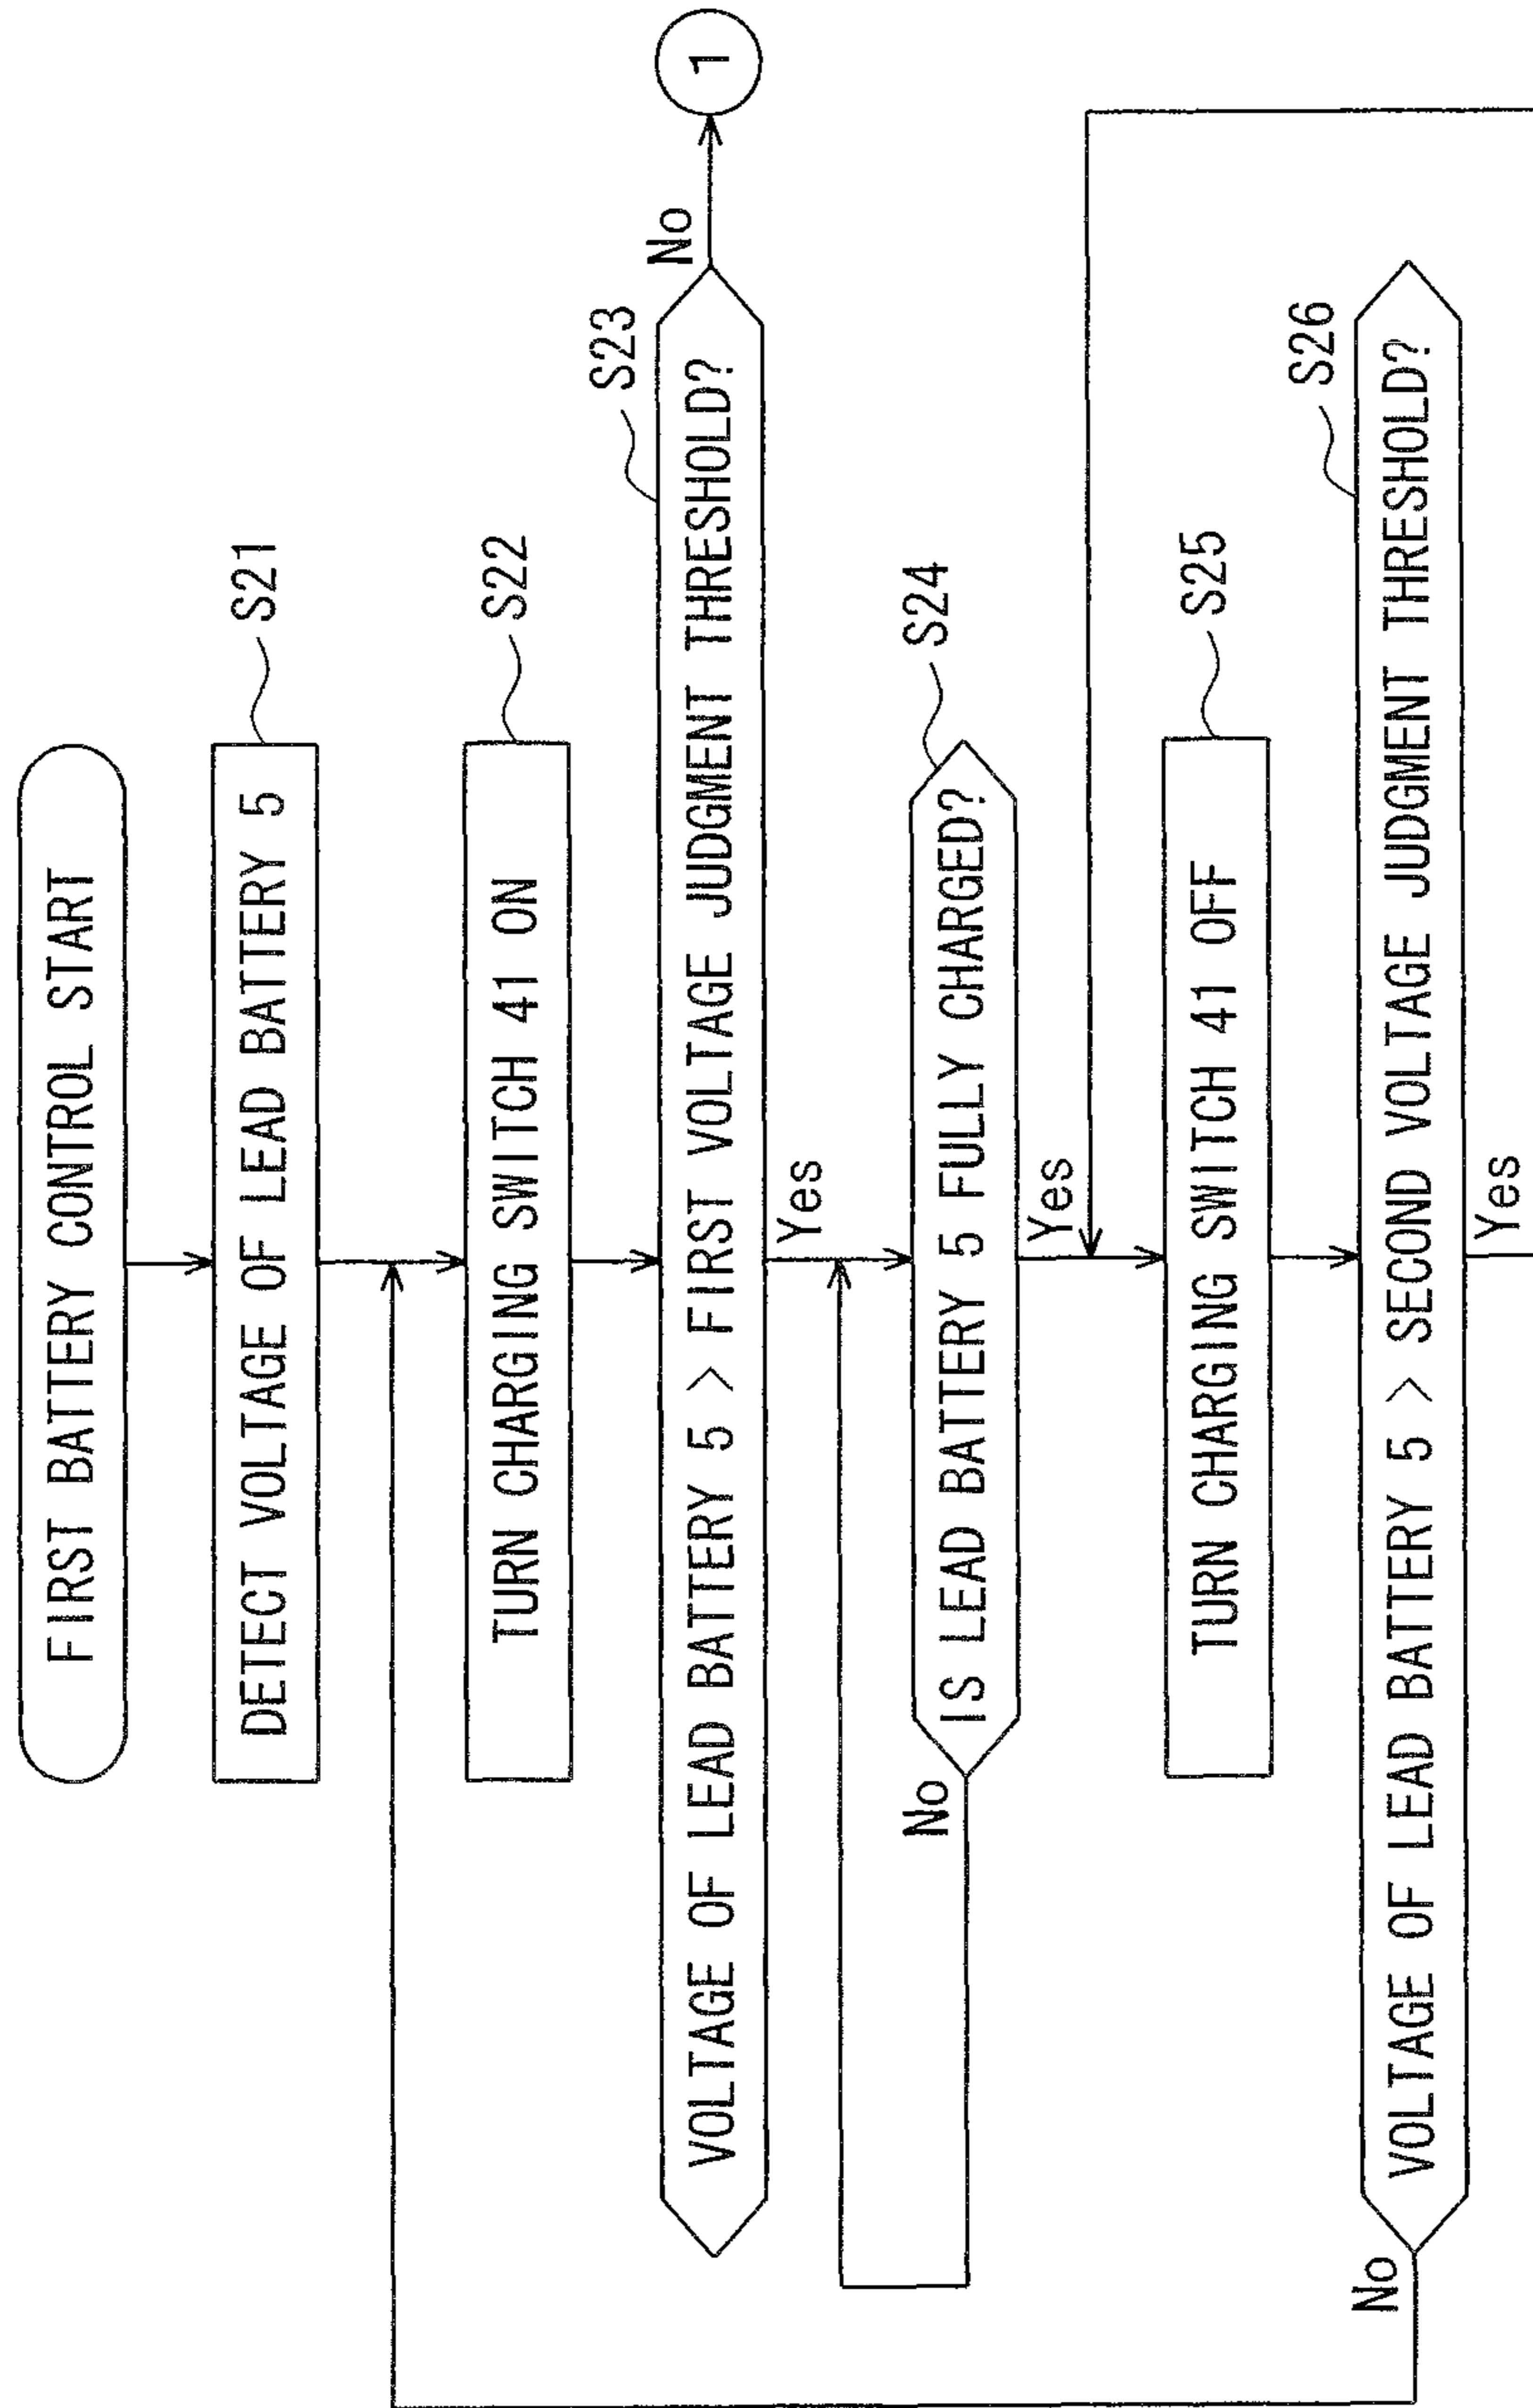 FIRST BATTERY CONTROL START
S21
DETECT VOLTAGE OF LEAD BATTERY 5
S22
TURN CHARGING SWITCH 41 ON
S23
VOLTAGE OF LEAD BATTERY 5 > FIRST VOLTAGE JUDGMENT THRESHOLD?
No
1
Yes
S24
IS LEAD BATTERY 5 FULLY CHARGED?
No
Yes
S25
TURN CHARGING SWITCH 41 OFF
S26
VOLTAGE OF LEAD BATTERY 5 > SECOND VOLTAGE JUDGMENT THRESHOLD?
No
Yes